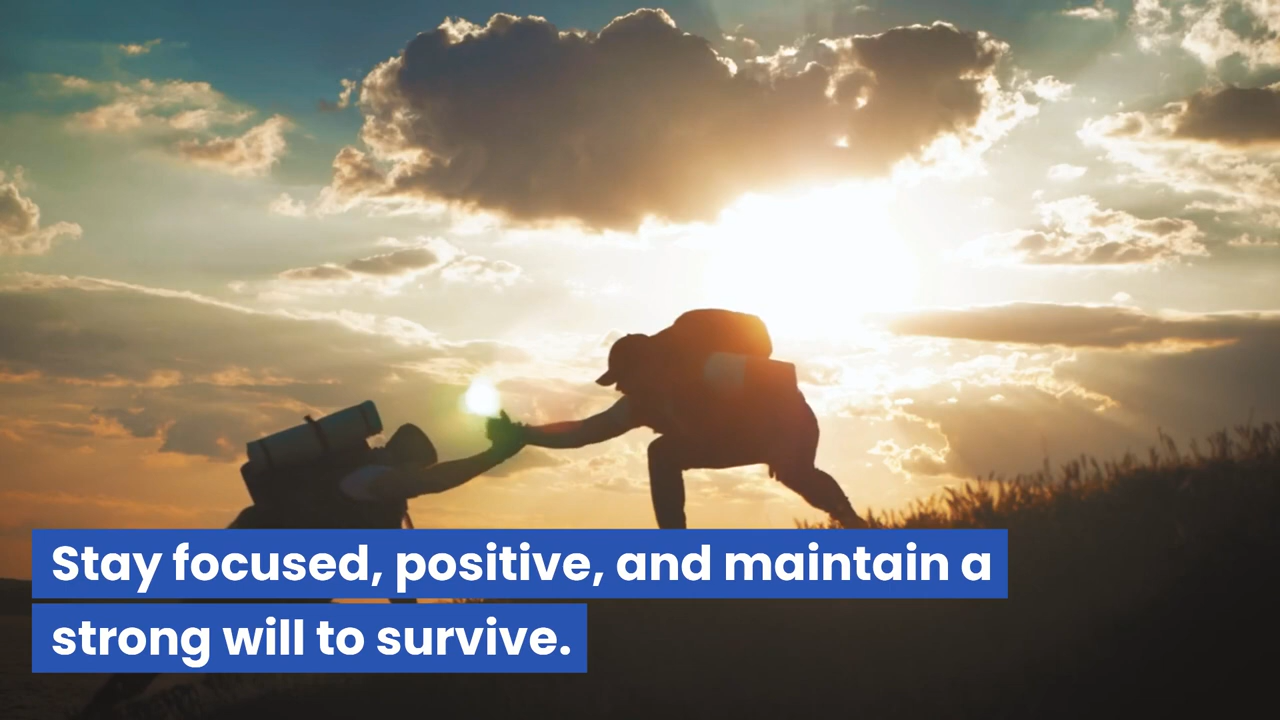 Stay focused, positive, and maintain a
strong will to survive.